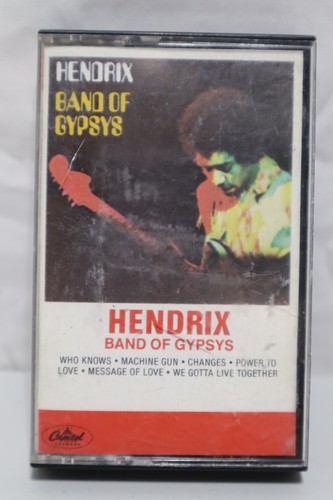 HENDRIX
BAND OF
GYPSYS
HENDRIX
BAND OF GYPSYS
WHO KNOWS • MACHINE GUN • CHANGES • POWER TO
LOVE • MESSAGE OF LOVE • WE GOTTA LIVE TOGETHER
Capitol